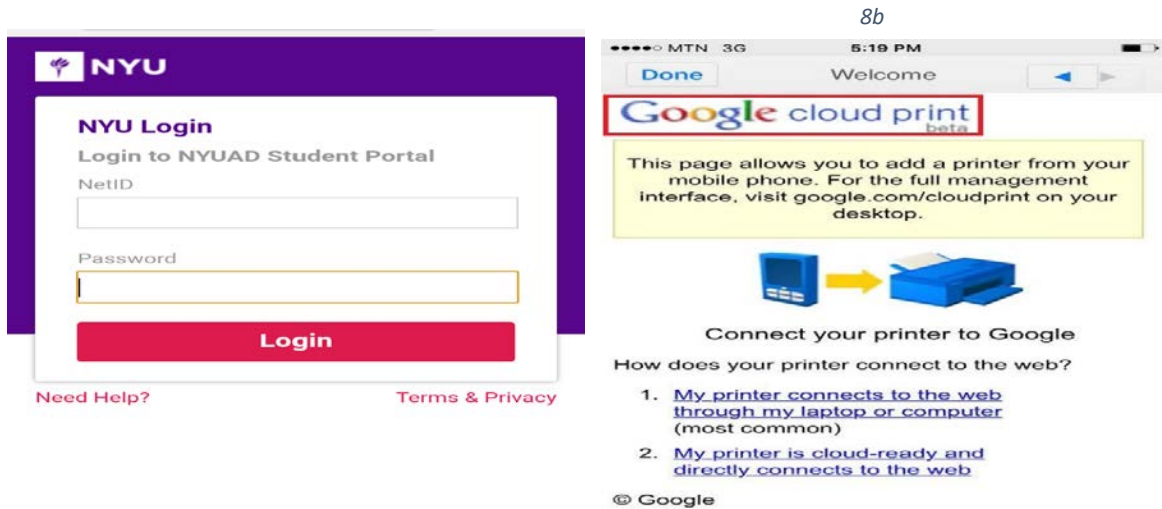 NYU
NYU Login
Login to NYUAD Student Portal
NetID
Password
Login
Need Help?
Terms & Privacy
8b
MTN 3G
5:19 PM
Done
Welcome
Google cloud print
beta
This page allows you to add a printer from your
mobile phone. For the full management
interface, visit google.com/cloudprint on your
desktop.
Connect your printer to Google
How does your printer connect to the web?
1. My printer connects to the web
through my laptop or computer
(most common)
2. My printer is cloud-ready and
directly connects to the web
© Google